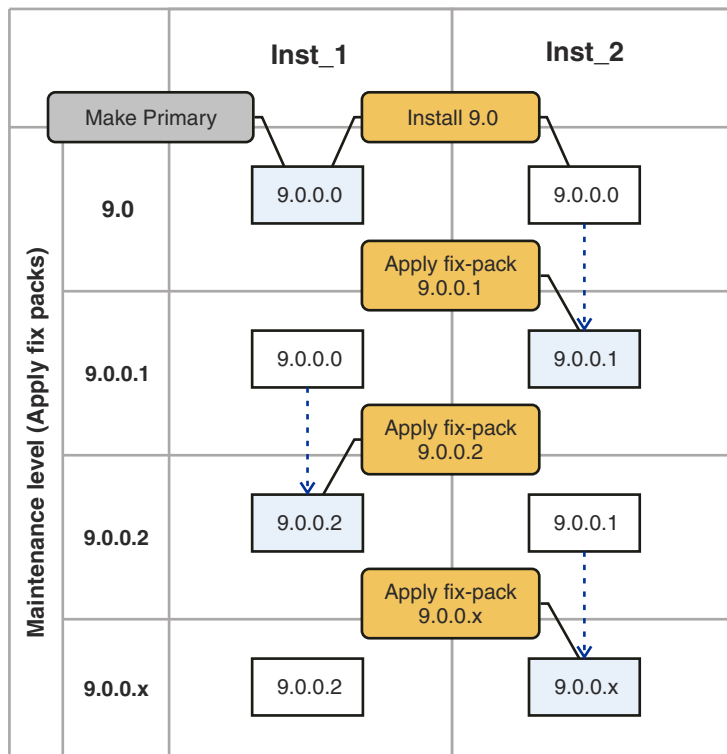 Inst_1
Inst_2
Make Primary
Install 9.0
Maintenance level (Apply fix packs)
9.0
9.0.0.0
9.0.0.0
Apply fix-pack
9.0.0.1
9.0.0.1
9.0.0.0
9.0.0.1
Apply fix-pack
9.0.0.2
9.0.0.2
9.0.0.2
9.0.0.1
Apply fix-pack
9.0.0.x
9.0.0.x
9.0.0.2
9.0.0.x